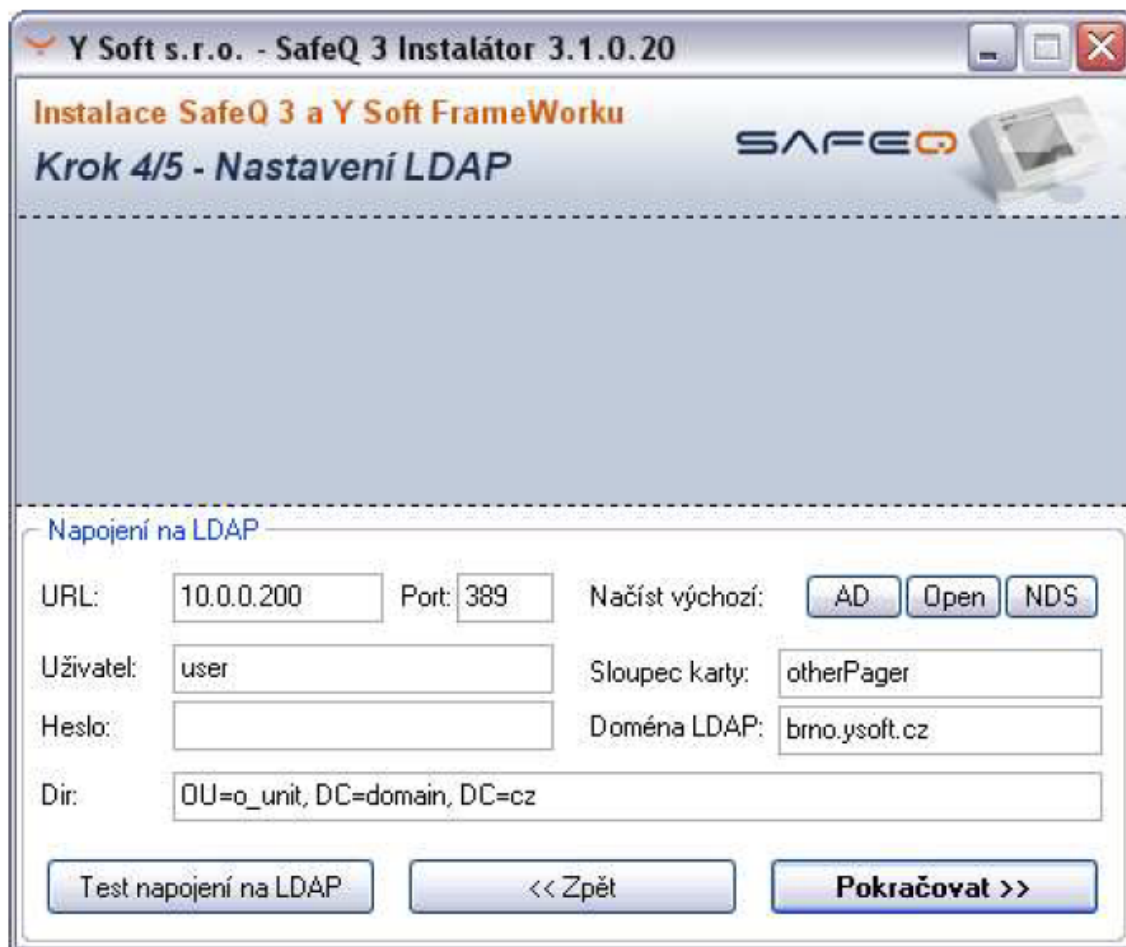 Y Soft s.r.o. - SafeQ 3 Instalátor 3.1.0.20
Instalace SafeQ 3 a Y Soft FrameWorku
Krok 4/5 - Nastavení LDAP
SAFEQ
Napojení na LDAP
URL: 10.0.0.200 Port: 389 Načíst výchozí: AD Open NDS
Uživatel: user Sloupec karty: otherPager
Heslo: Doména LDAP: brno.ysoft.cz
Dir: OU=o_unit, DC=domain, DC=cz
Test napojení na LDAP << Zpět Pokračovat >>